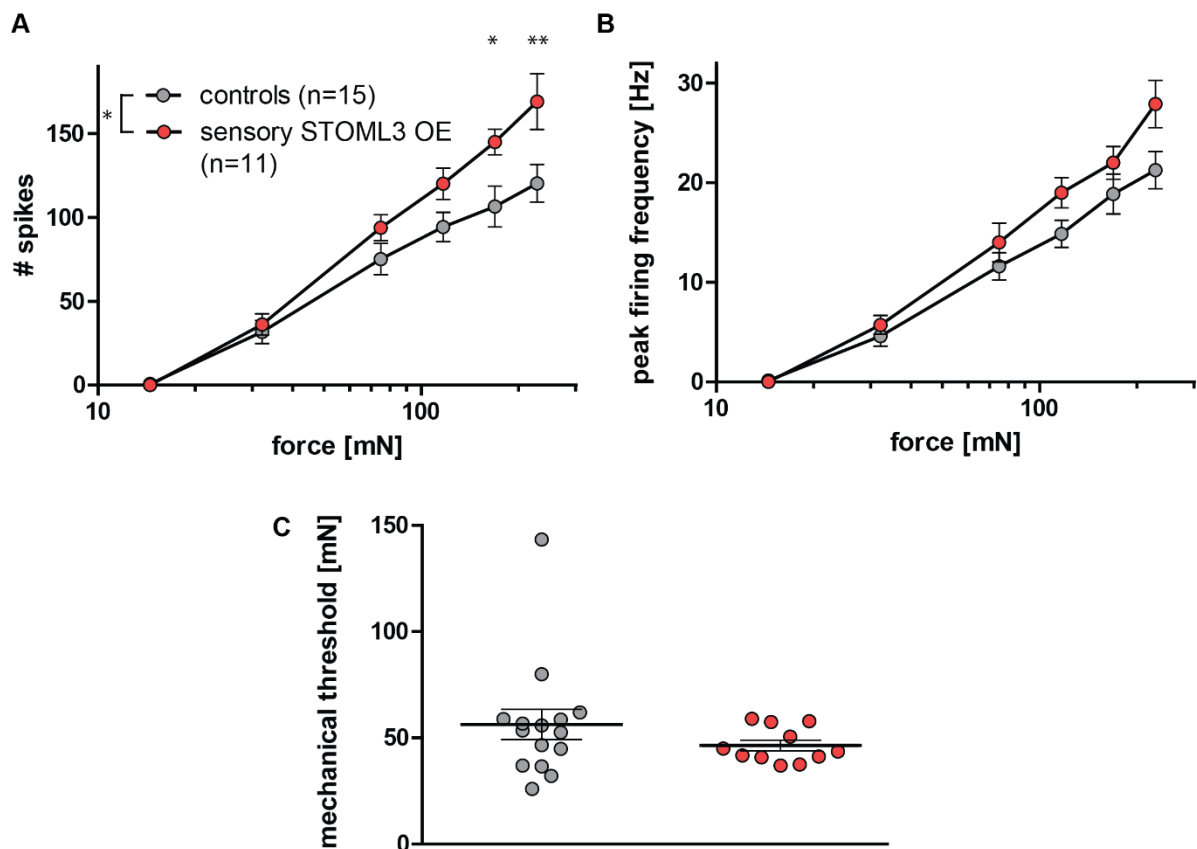 A
* **
* controls (n=15)
sensory STOML3 OE
(n=11)
150
100
50
0
# spikes
10 100
force [mN]
B
30
20
10
0
peak firing frequency [Hz]
10 100
force [mN]
C
150
100
50
0
mechanical threshold [mN]